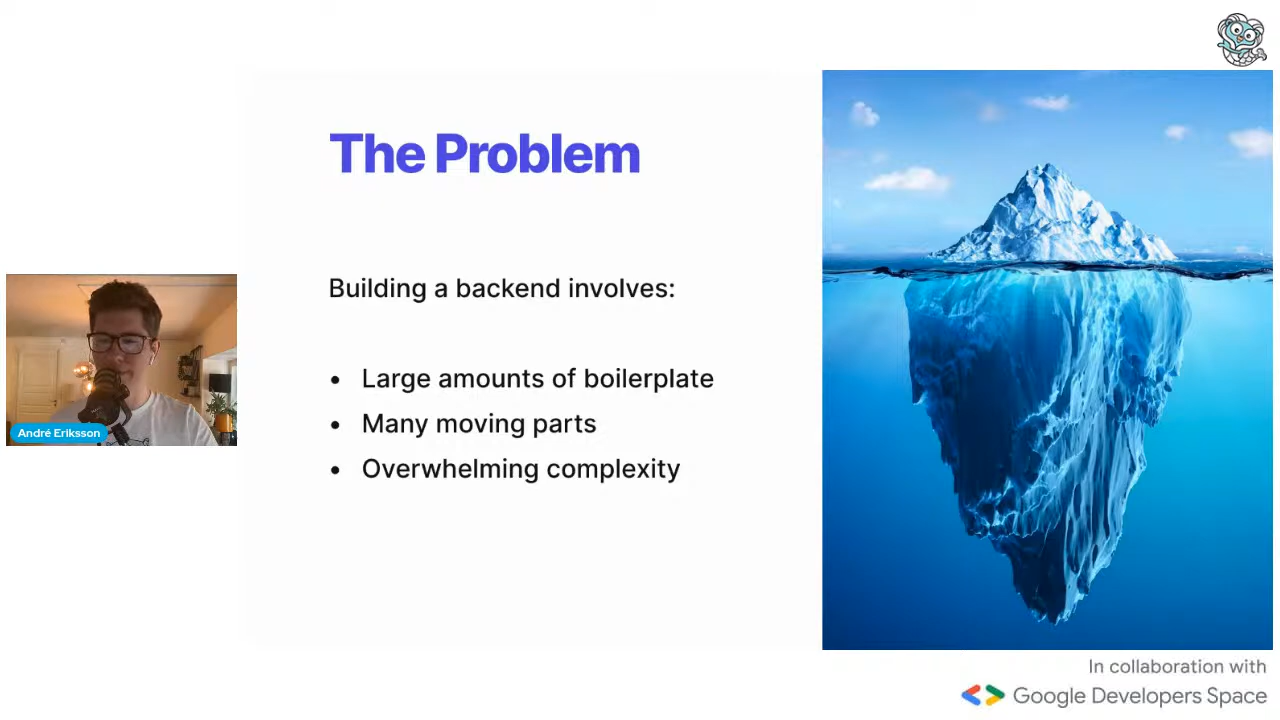 The Problem
Building a backend involves:
• Large amounts of boilerplate
• Many moving parts
• Overwhelming complexity
André Eriksson
In collaboration with
Google Developers Space